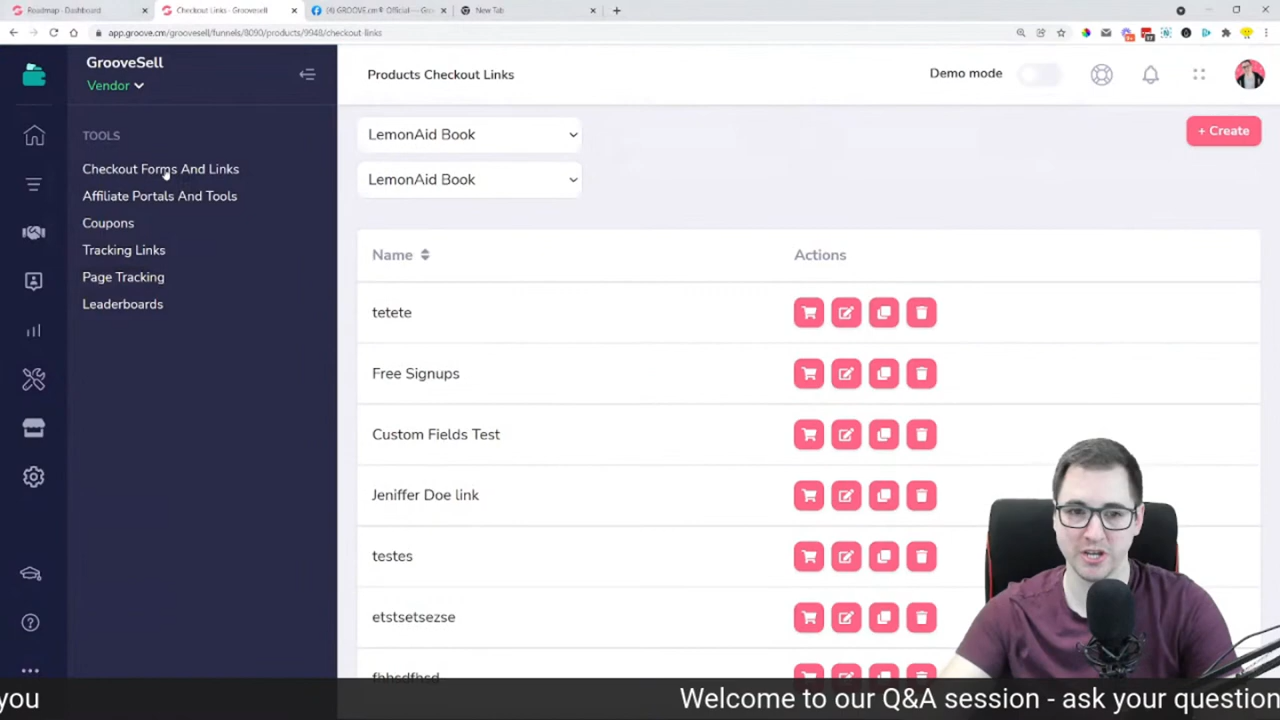 Roadmap - Dashboard
Checkout Links - Groovesell
(4) GROOVE.cm® Official — Groo
New Tab
app.groove.cm/groovesell/funnels/8090/products/9948/checkout-links
GrooveSell
Vendor
Products Checkout Links
Demo mode
TOOLS
Checkout Forms And Links
Affiliate Portals And Tools
Coupons
Tracking Links
Page Tracking
Leaderboards
LemonAid Book
+ Create
LemonAid Book
Name
Actions
tetete
Free Signups
Custom Fields Test
Jeniffer Doe link
testes
etstsetsezse
fhhsdfhsd
you
Welcome to our Q&A session - ask your question